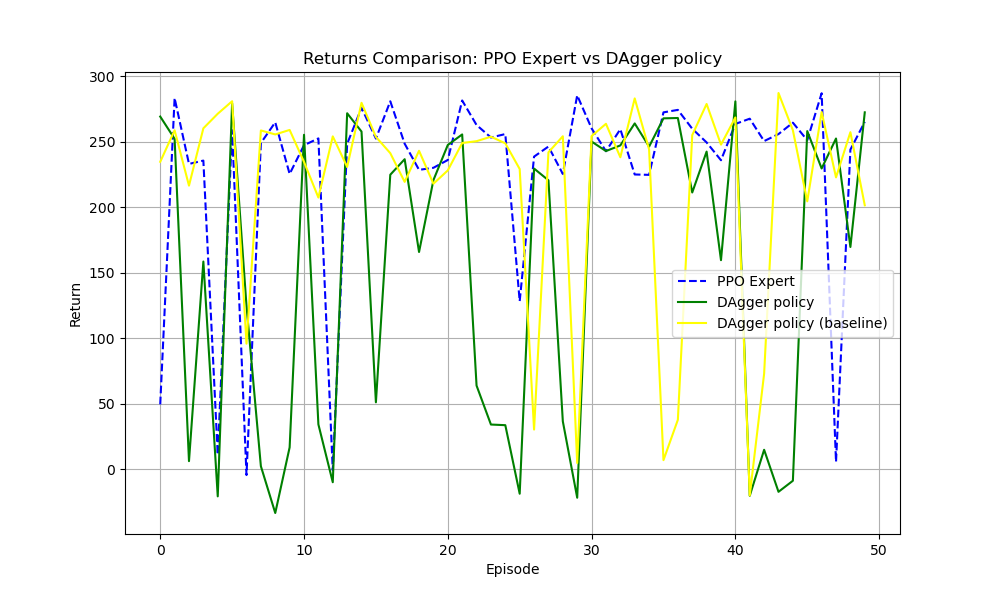 Returns Comparison: PPO Expert vs DAgger policy
300
250
200
150
100
50
0
Return
PPO Expert
DAgger policy
DAgger policy (baseline)
0 10 20 30 40 50
Episode